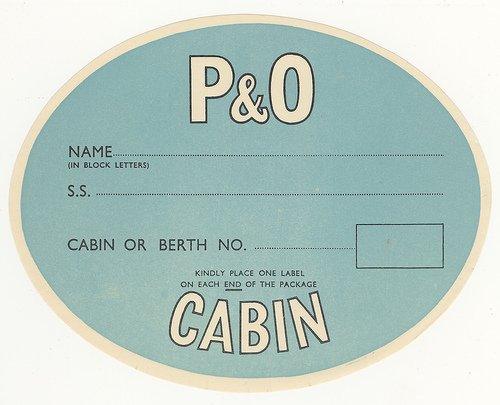 P&O
NAME
(IN BLOCK LETTERS)
S.S.
CABIN OR BERTH NO.
KINDLY PLACE ONE LABEL
ON EACH END OF THE PACKAGE
CABIN